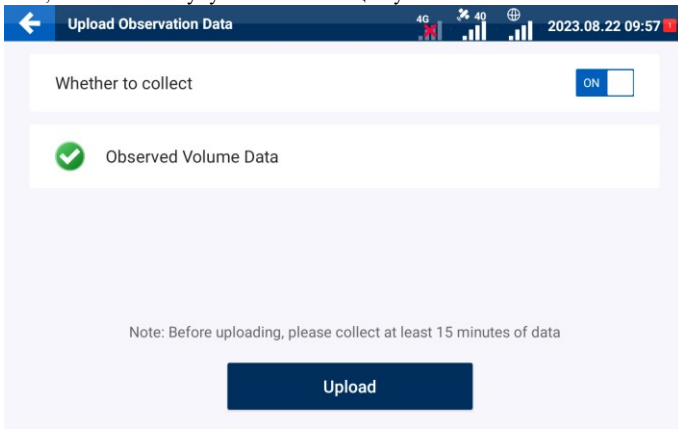 Upload Observation Data
4G
40
2023.08.22 09:57
Whether to collect
ON
Observed Volume Data
Note: Before uploading, please collect at least 15 minutes of data
Upload